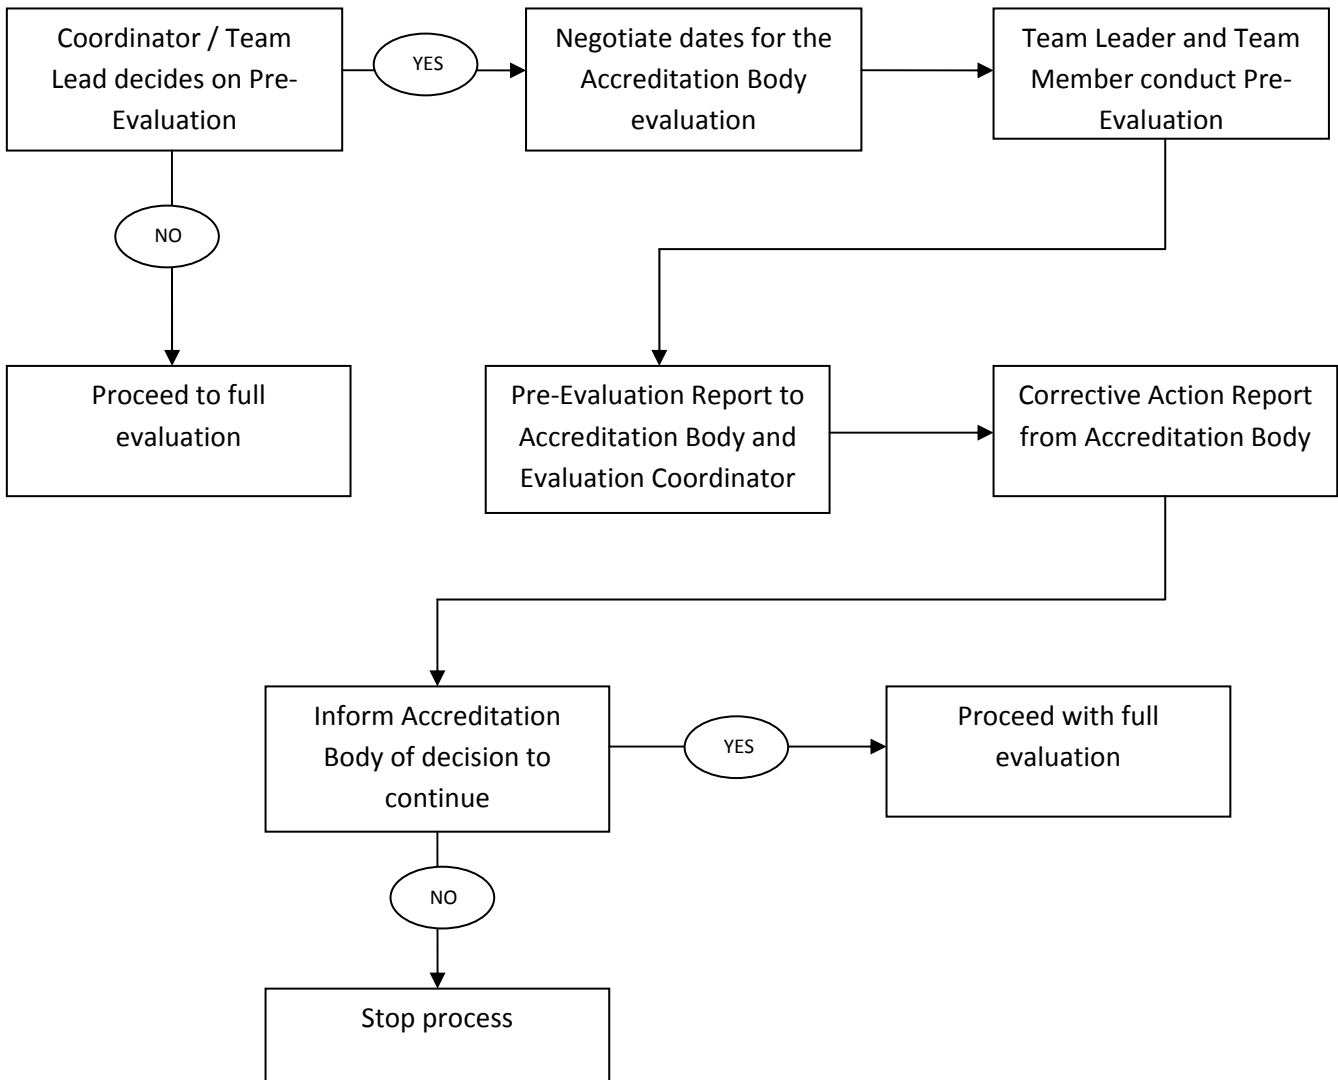 Coordinator / Team
Lead decides on Pre-
Evaluation
YES
Negotiate dates for the
Accreditation Body
evaluation
Team Leader and Team
Member conduct Pre-
Evaluation
NO
Proceed to full
evaluation
Pre-Evaluation Report to
Accreditation Body and
Evaluation Coordinator
Corrective Action Report
from Accreditation Body
Inform Accreditation
Body of decision to
continue
YES
Proceed with full
evaluation
NO
Stop process